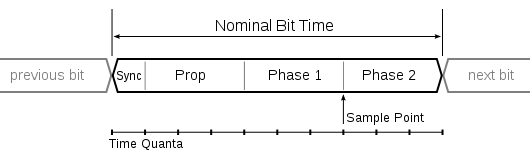 Nominal Bit Time
previous bit
Sync
Prop
Phase 1
Phase 2
next bit
Sample Point
Time Quanta